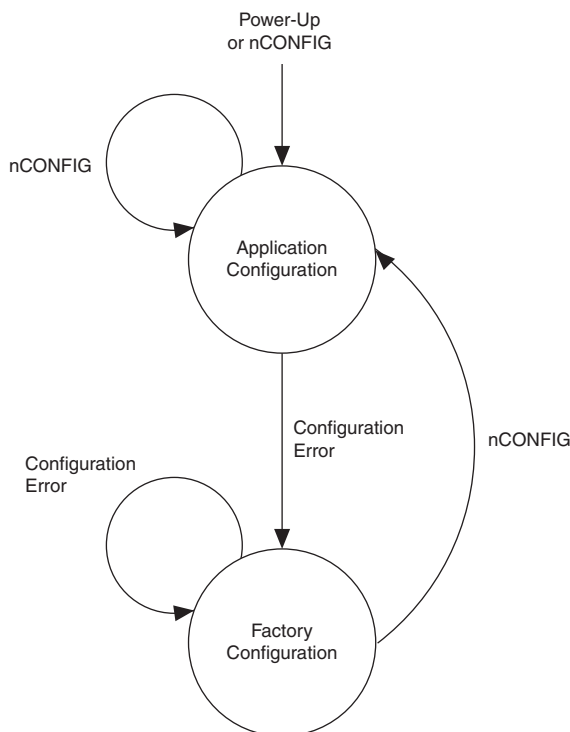 Power-Up
or nCONFIG
nCONFIG
Application
Configuration
Configuration
Error
nCONFIG
Configuration
Error
Factory
Configuration